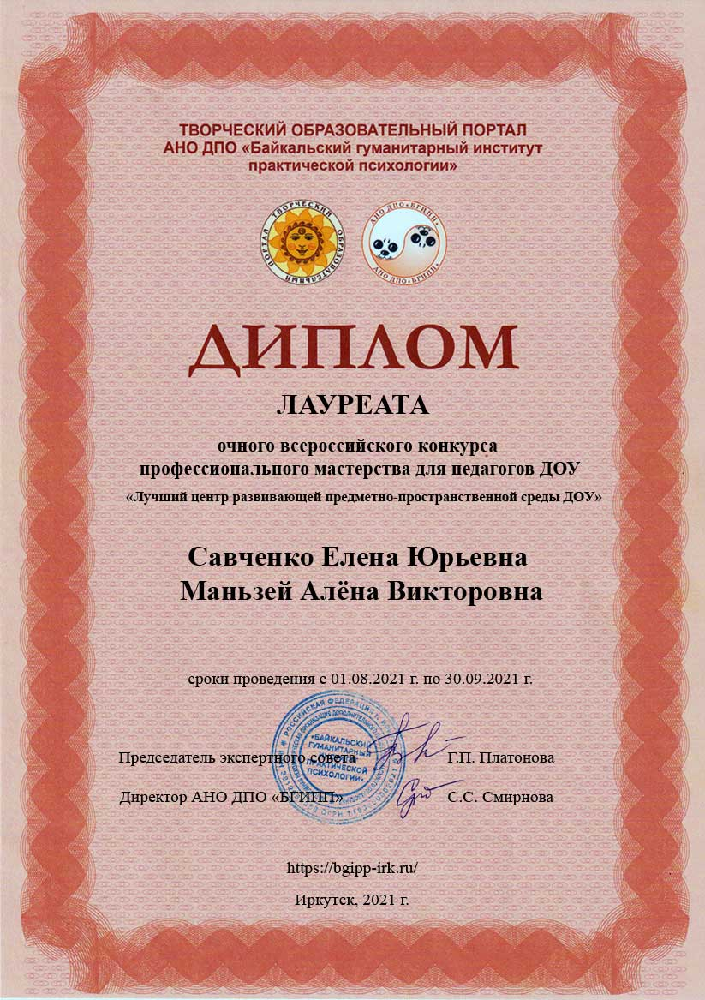 ТВОРЧЕСКИЙ ОБРАЗОВАТЕЛЬНЫЙ ПОРТАЛ
АНО ДПО «Байкальский гуманитарный институт
практической психологии»
ТВОРЧЕСКИЙ ОБРАЗОВАТЕЛЬНЫЙ ПОРТАЛ
АНО ДПО «БГИПП»
АНО ДПО «БГИПП»
ДИПЛОМ
ЛАУРЕАТА
очного всероссийского конкурса
профессионального мастерства для педагогов ДОУ
«Лучший центр развивающей предметно-пространственной среды ДОУ»
Савченко Елена Юрьевна
Маньзей Алёна Викторовна
сроки проведения с 01.08.2021 г. по 30.09.2021 г.
РОССИЙСКАЯ ФЕДЕРАЦИЯ
«БАЙКАЛЬСКИЙ
ГУМАНИТАРНЫЙ
ИНСТИТУТ
ПРАКТИЧЕСКОЙ
ПСИХОЛОГИИ»
Председатель экспертного совета Г.П. Платонова
Директор АНО ДПО «БГИПП» С.С. Смирнова
https://bgipp-irk.ru/
Иркутск, 2021 г.